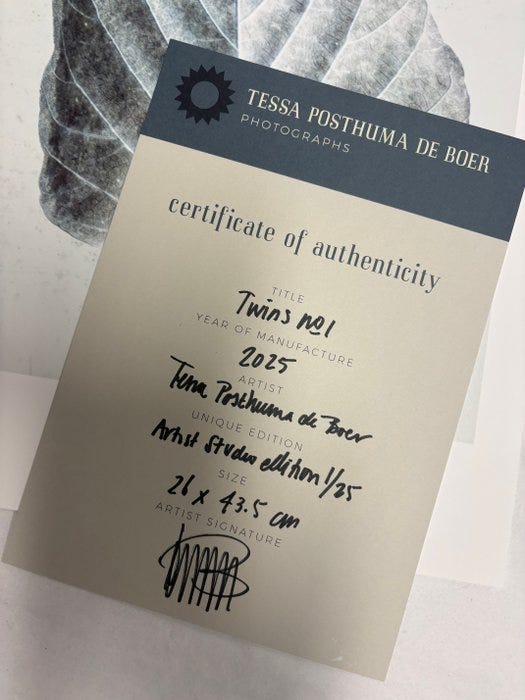 TESSA POSTHUMA DE BOER
PHOTOGRAPHS
certificate of authenticity
TITLE
Twins no1
YEAR OF MANUFACTURE
2025
ARTIST
Tessa Posthuma de Boer
UNIQUE EDITION
Artist Studio edition 1/25
SIZE
26 x 43.5 cm
ARTIST SIGNATURE